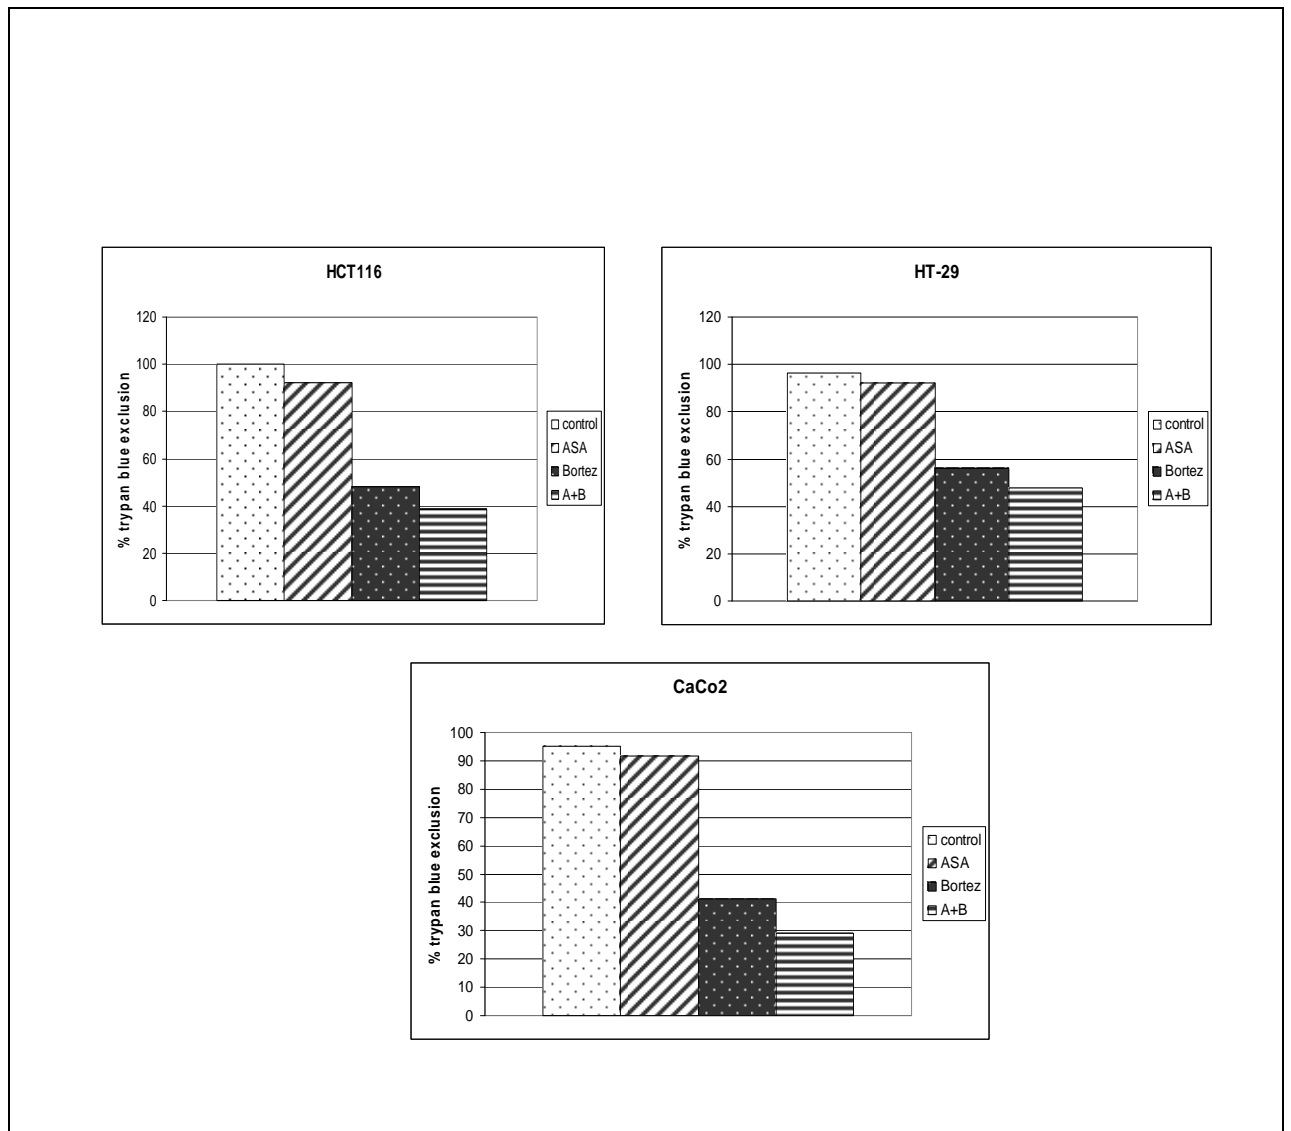 HCT116
120
100
80
60
40
20
0
% trypan blue exclusion
control
ASA
Bortez
A+B
HT-29
120
100
80
60
40
20
0
% trypan blue exclusion
control
ASA
Bortez
A+B
CaCo2
100
90
80
70
60
50
40
30
20
10
0
% trypan blue exclusion
control
ASA
Bortez
A+B